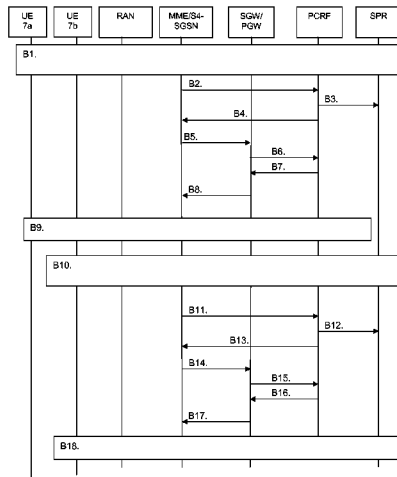 UE
7a
UE
7b
RAN
MME/S4-
SGSN
SGW/
PGW
PCRF
SPR
B1.
B2.
B3.
B4.
B5.
B6.
B7.
B8.
B9.
B10.
B11.
B12.
B13.
B14.
B15.
B16.
B17.
B18.